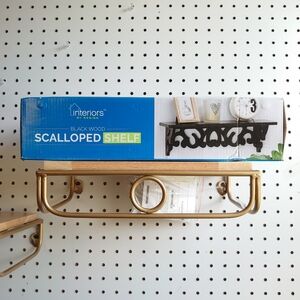 interiors
BY DESIGN
BLACK WOOD
SCALLOPED SHELF